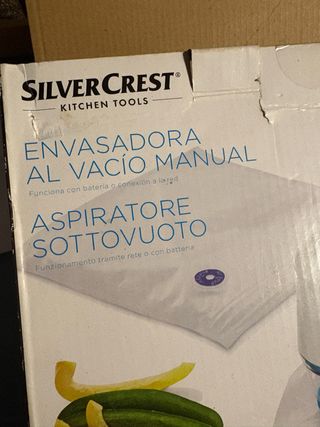 SILVERCREST®
KITCHEN TOOLS
ENVASADORA
AL VACÍO MANUAL
Funciona con batería o conexión a la red
ASPIRATORE
SOTTOVUOTO
Funzionamento tramite rete o con batteria